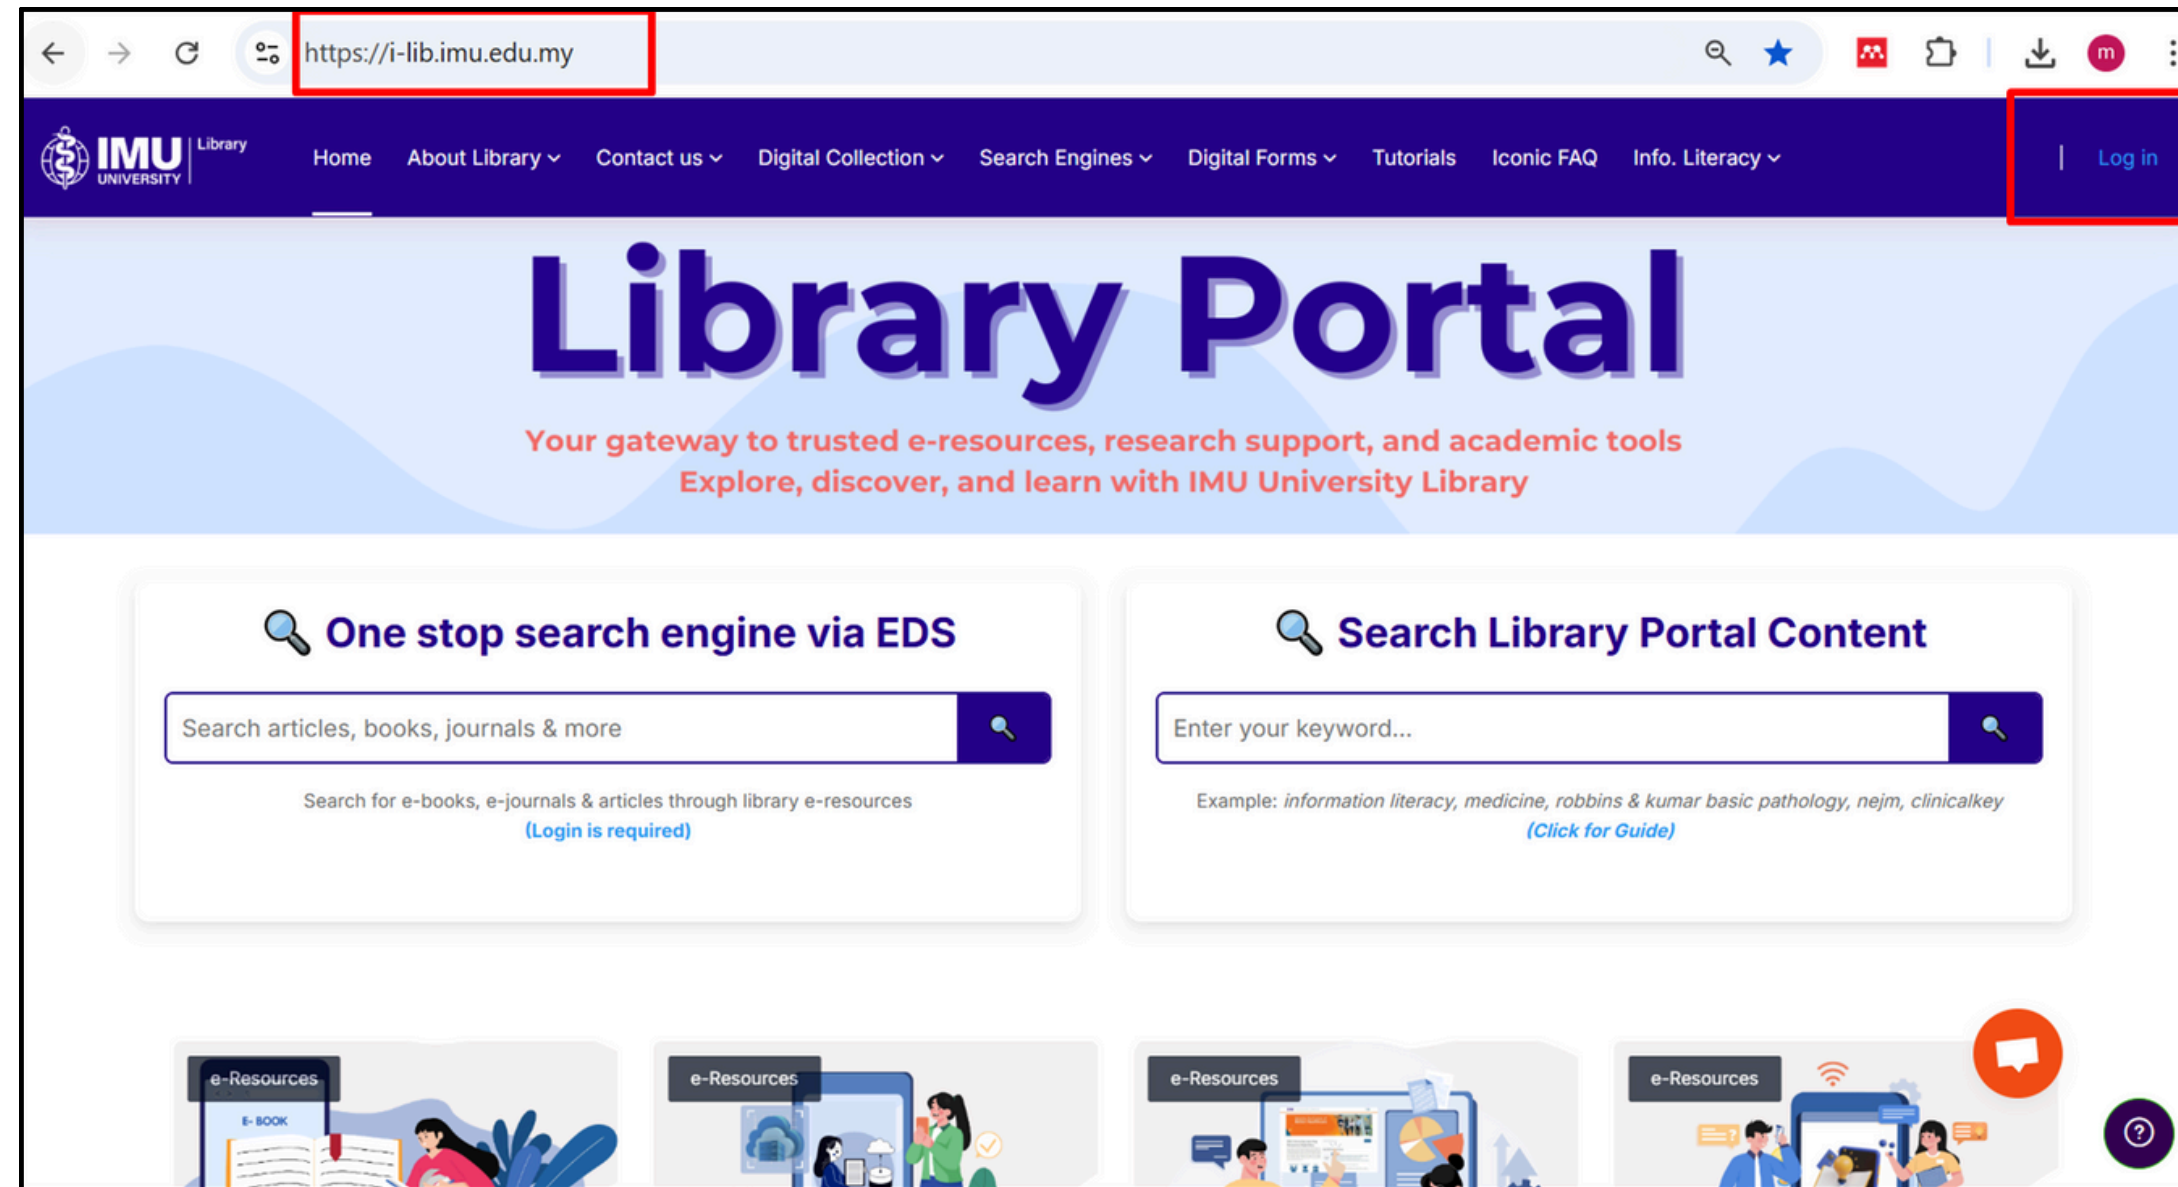 https://i-lib.imu.edu.my
m
IMU
UNIVERSITY
Library
Home About Library Contact us Digital Collection Search Engines Digital Forms Tutorials Iconic FAQ Info. Literacy | Log in
Library Portal
Your gateway to trusted e-resources, research support, and academic tools
Explore, discover, and learn with IMU University Library
One stop search engine via EDS
Search articles, books, journals & more
Search for e-books, e-journals & articles through library e-resources
(Login is required)
Search Library Portal Content
Enter your keyword...
Example: information literacy, medicine, robbins & kumar basic pathology, nejm, clinicalkey
(Click for Guide)
e-Resources
E-BOOK
e-Resources
e-Resources
e-Resources